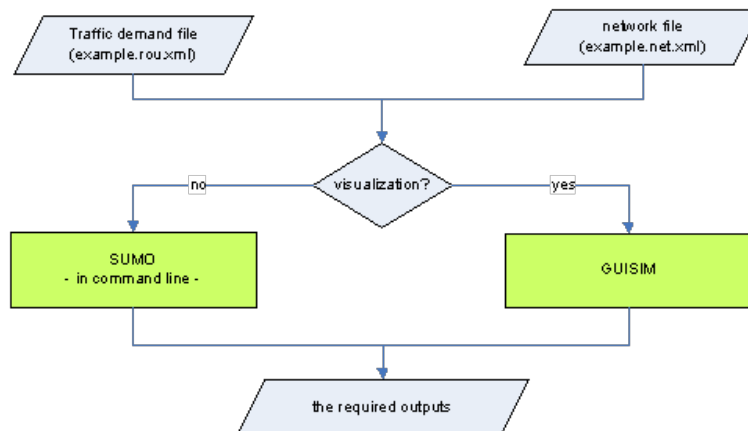 Traffic demand file
(example.rou.xml)
network file
(example.net.xml)
visualization?
no
yes
SUMO
- in command line -
GUISIM
the required outputs